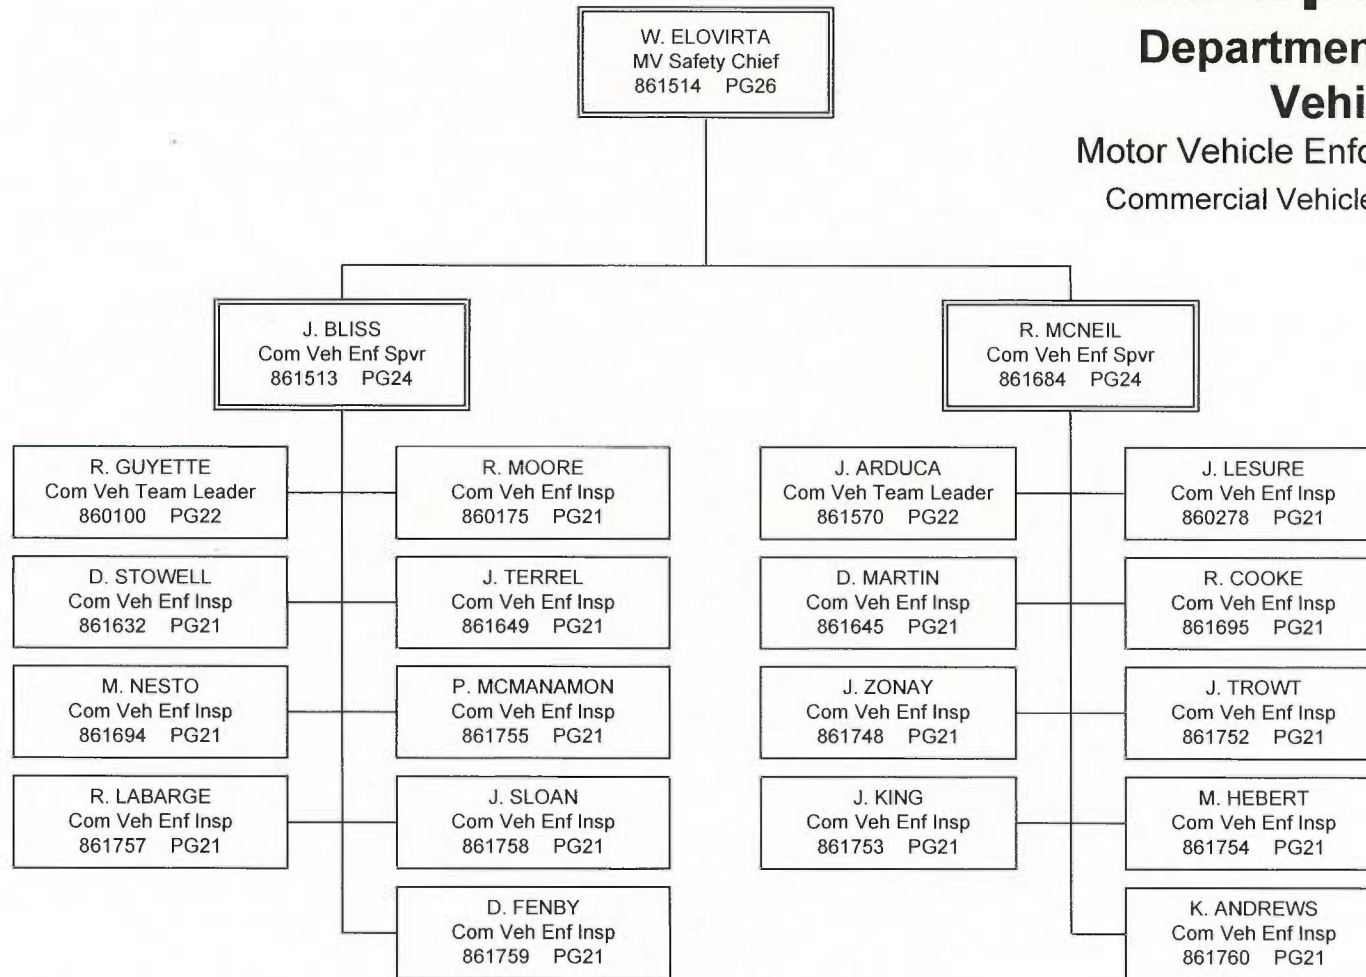 Departmen
Vehi
Motor Vehicle Enfo
Commercial Vehicle
W. ELOVIRTA
MV Safety Chief
861514 PG26
J. BLISS
Com Veh Enf Spvr
861513 PG24
R. MCNEIL
Com Veh Enf Spvr
861684 PG24
R. GUYETTE
Com Veh Team Leader
860100 PG22
R. MOORE
Com Veh Enf Insp
860175 PG21
J. ARDUCA
Com Veh Team Leader
861570 PG22
J. LESURE
Com Veh Enf Insp
860278 PG21
D. STOWELL
Com Veh Enf Insp
861632 PG21
J. TERREL
Com Veh Enf Insp
861649 PG21
D. MARTIN
Com Veh Enf Insp
861645 PG21
R. COOKE
Com Veh Enf Insp
861695 PG21
M. NESTO
Com Veh Enf Insp
861694 PG21
P. MCMANAMON
Com Veh Enf Insp
861755 PG21
J. ZONAY
Com Veh Enf Insp
861748 PG21
J. TROWT
Com Veh Enf Insp
861752 PG21
R. LABARGE
Com Veh Enf Insp
861757 PG21
J. SLOAN
Com Veh Enf Insp
861758 PG21
J. KING
Com Veh Enf Insp
861753 PG21
M. HEBERT
Com Veh Enf Insp
861754 PG21
D. FENBY
Com Veh Enf Insp
861759 PG21
K. ANDREWS
Com Veh Enf Insp
861760 PG21